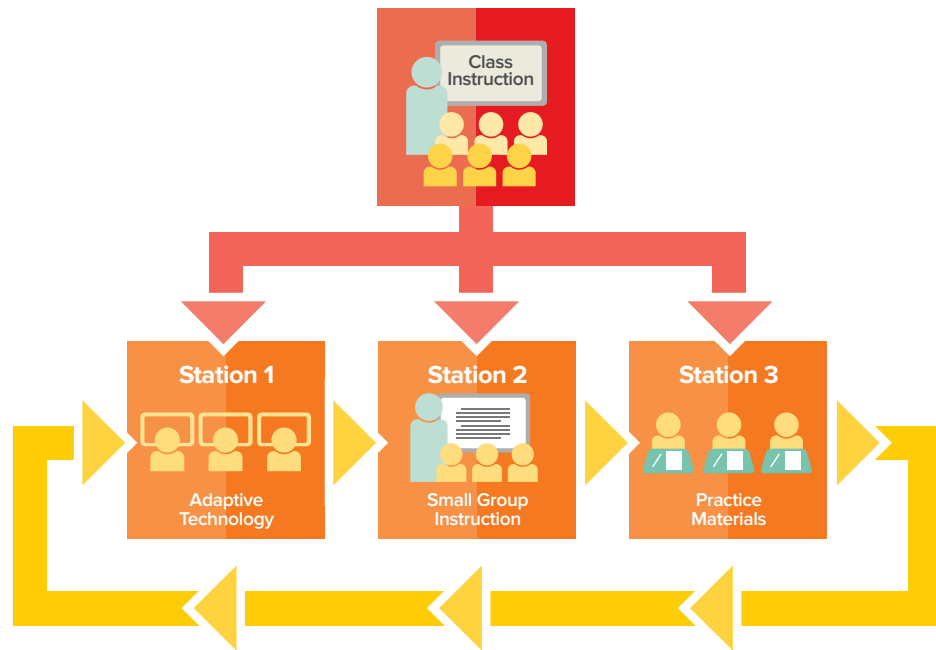 Class
Instruction
Station 1
Adaptive
Technology
Station 2
Small Group
Instruction
Station 3
Practice
Materials